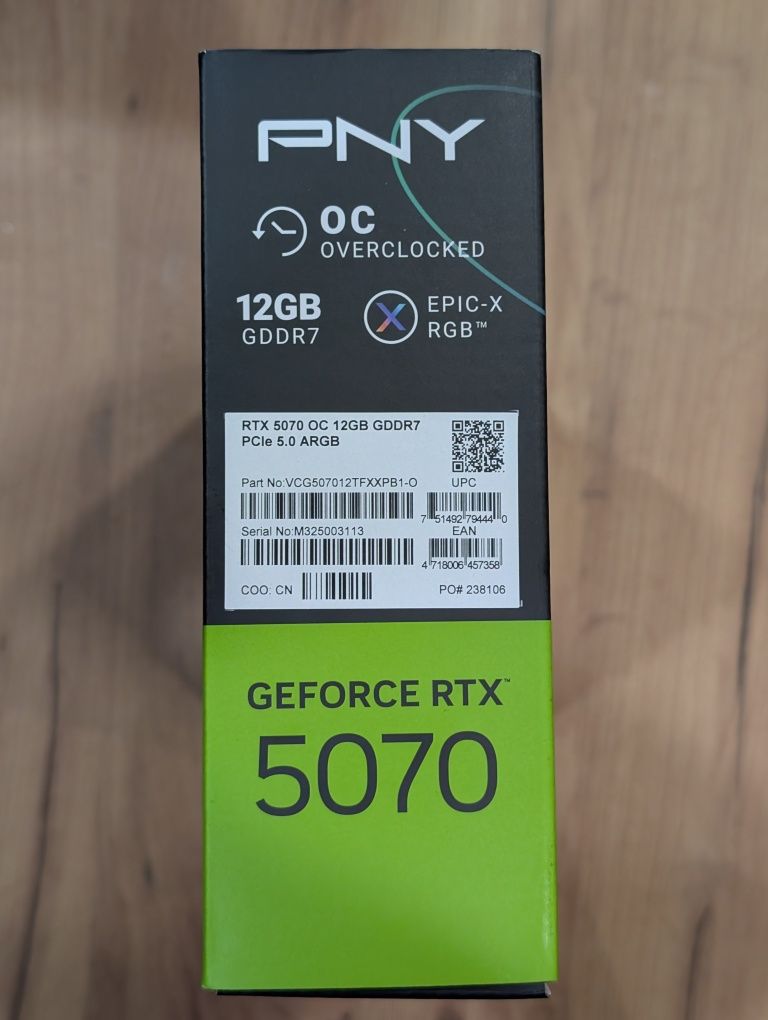 PNY
OC
OVERCLOCKED
12GB
GDDR7
X
EPIC-X
RGB™
RTX 5070 OC 12GB GDDR7
PCIe 5.0 ARGB
Part No:VCG507012TFXXPB1-O
UPC
7 51492 79444 0
Serial No:M325003113
EAN
4 718006 457358
COO: CN
PO# 238106
GEFORCE RTX™
5070